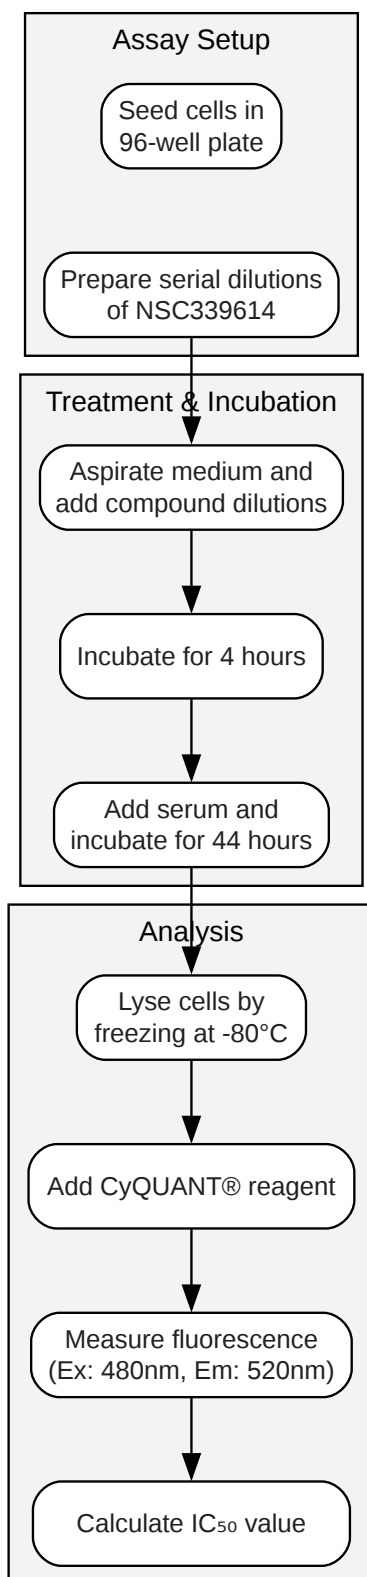 Assay Setup
Seed cells in
96-well plate
Prepare serial dilutions
of NSC339614
Treatment & Incubation
Aspirate medium and
add compound dilutions
Incubate for 4 hours
Add serum and
incubate for 44 hours
Analysis
Lyse cells by
freezing at -80°C
Add CyQUANT® reagent
Measure fluorescence
(Ex: 480nm, Em: 520nm)
Calculate IC₅₀ value